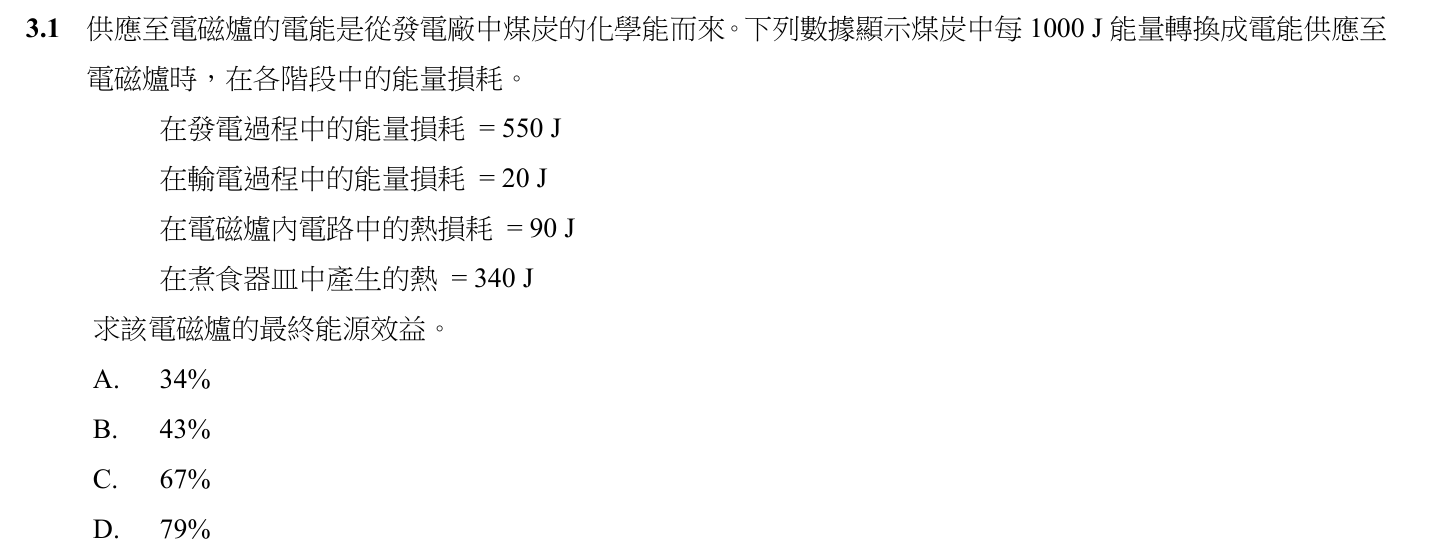 3.1 供應至電磁爐的電能是從發電廠中煤炭的化學能而來。下列數據顯示煤炭中每 1000 J 能量轉換成電能供應至
電磁爐時，在各階段中的能量損耗。
在發電過程中的能量損耗 = 550 J
在輸電過程中的能量損耗 = 20 J
在電磁爐內電路中的熱損耗 = 90 J
在煮食器皿中產生的熱 = 340 J
求該電磁爐的最終能源效益。
A. 34%
B. 43%
C. 67%
D. 79%